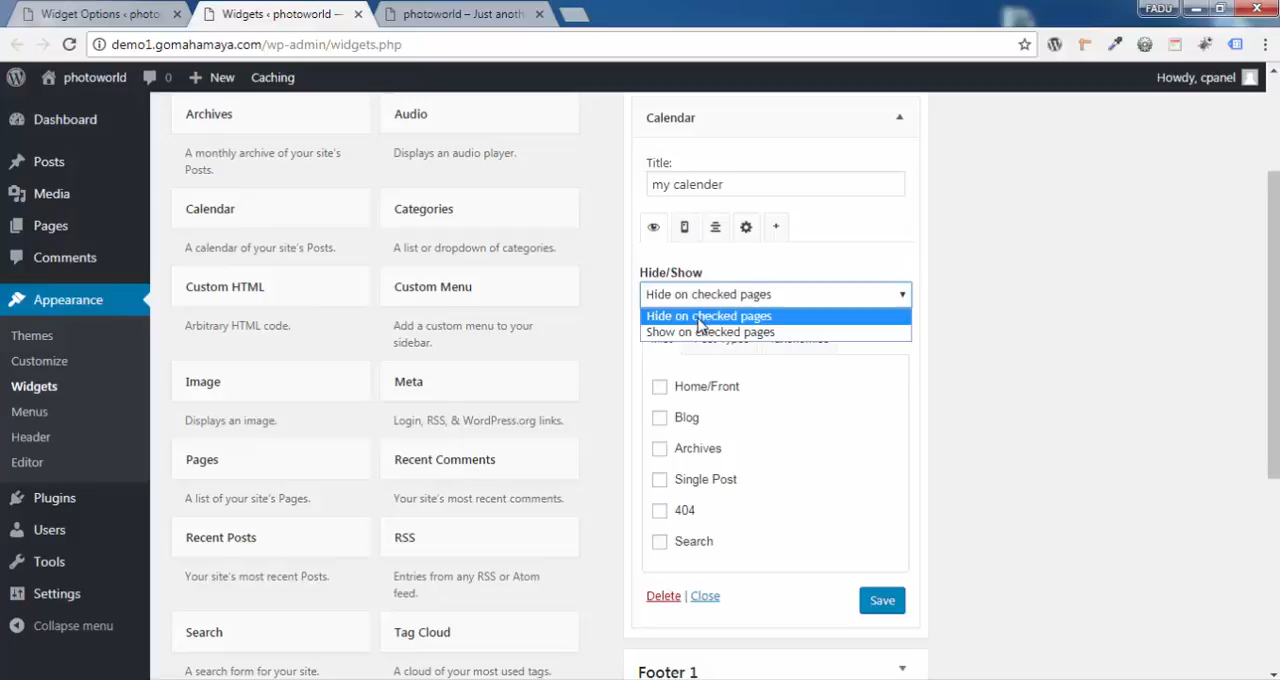 Widget Options ‹ photo
Widgets ‹ photoworld —
photoworld – Just anoth
FADU
demo1.gomahamaya.com/wp-admin/widgets.php
photoworld
0
New
Caching
Howdy, cpanel
Dashboard
Posts
Media
Pages
Comments
Appearance
Themes
Customize
Widgets
Menus
Header
Editor
Plugins
Users
Tools
Settings
Collapse menu
Archives
A monthly archive of your site's
Posts.
Audio
Displays an audio player.
Calendar
A calendar of your site's Posts.
Categories
A list or dropdown of categories.
Custom HTML
Arbitrary HTML code.
Custom Menu
Add a custom menu to your
sidebar.
Image
Displays an image.
Meta
Login, RSS, & WordPress.org links.
Pages
A list of your site's Pages.
Recent Comments
Your site's most recent comments.
Recent Posts
Your site's most recent Posts.
RSS
Entries from any RSS or Atom
feed.
Search
A search form for your site.
Tag Cloud
A cloud of your most used tags.
Calendar
Title:
my calender
Hide/Show
Hide on checked pages
Hide on checked pages
Show on checked pages
Home/Front
Blog
Archives
Single Post
404
Search
Delete | Close
Save
Footer 1